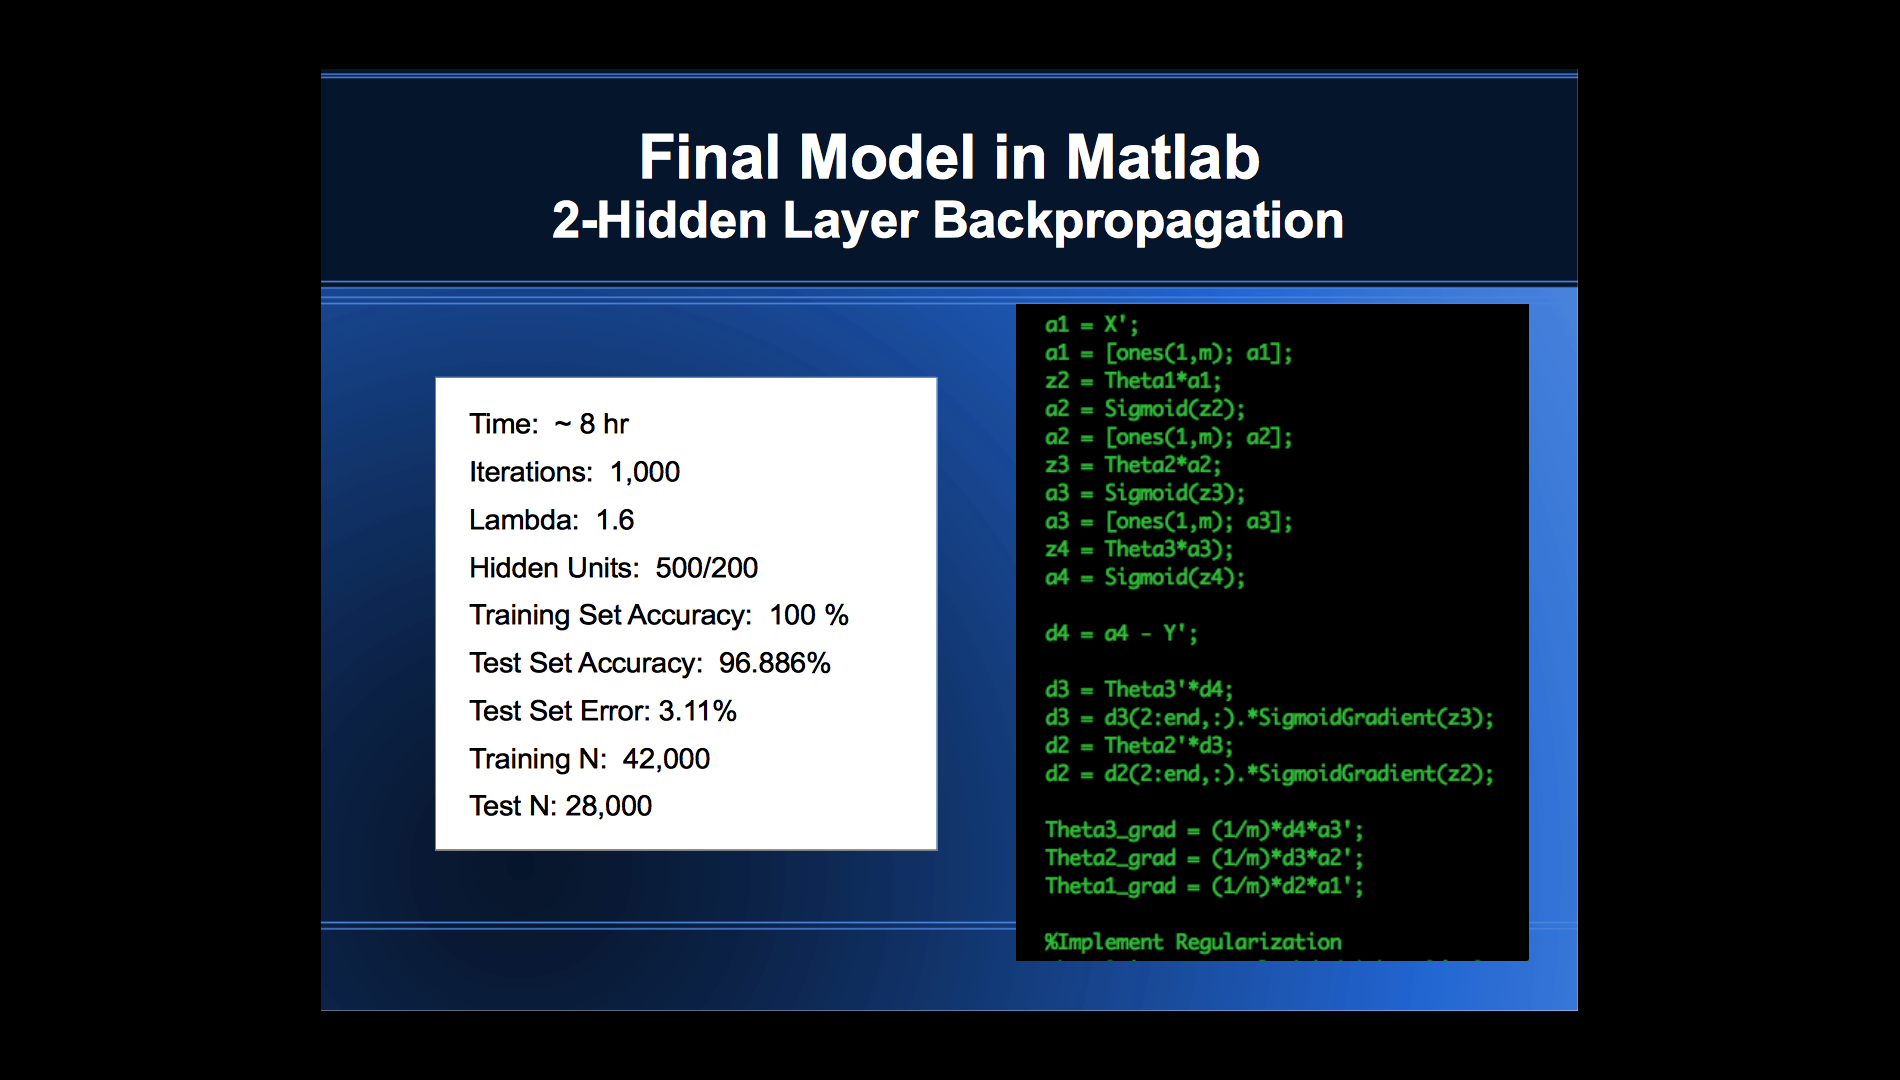 Final Model in Matlab
2-Hidden Layer Backpropagation
Time:  ~ 8 hr
Iterations:  1,000
Lambda:  1.6
Hidden Units:  500/200
Training Set Accuracy:  100 %
Test Set Accuracy:  96.886%
Test Set Error: 3.11%
Training N:  42,000
Test N: 28,000
a1 = X';
a1 = [ones(1,m); a1];
z2 = Theta1*a1;
a2 = Sigmoid(z2);
a2 = [ones(1,m); a2];
z3 = Theta2*a2;
a3 = Sigmoid(z3);
a3 = [ones(1,m); a3];
z4 = Theta3*a3);
a4 = Sigmoid(z4);
d4 = a4 - Y';
d3 = Theta3'*d4;
d3 = d3(2:end,:).*SigmoidGradient(z3);
d2 = Theta2'*d3;
d2 = d2(2:end,:).*SigmoidGradient(z2);
Theta3_grad = (1/m)*d4*a3';
Theta2_grad = (1/m)*d3*a2';
Theta1_grad = (1/m)*d2*a1';
%Implement Regularization